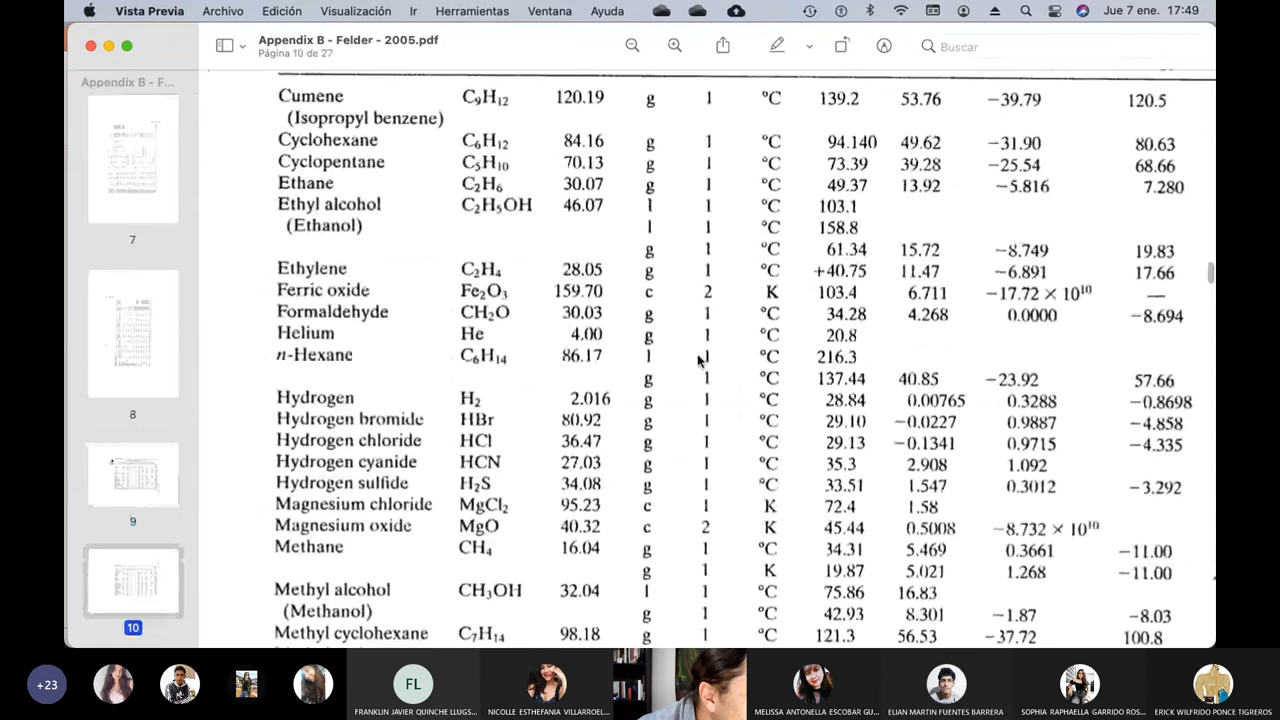 Vista Previa Archivo Edición Visualización Ir Herramientas Ventana Ayuda Jue 7 ene. 17:49
Appendix B - Felder - 2005.pdf
Página 10 de 27
Buscar
Appendix B - F...
7
8
9
10
Cumene C₉H₁₂ 120.19 g 1 °C 139.2 53.76 −39.79 120.5
(Isopropyl benzene)
Cyclohexane C₆H₁₂ 84.16 g 1 °C 94.140 49.62 −31.90 80.63
Cyclopentane C₅H₁₀ 70.13 g 1 °C 73.39 39.28 −25.54 68.66
Ethane C₂H₆ 30.07 g 1 °C 49.37 13.92 −5.816 7.280
Ethyl alcohol C₂H₅OH 46.07 l 1 °C 103.1
(Ethanol) l 1 °C 158.8
g 1 °C 61.34 15.72 −8.749 19.83
Ethylene C₂H₄ 28.05 g 1 °C +40.75 11.47 −6.891 17.66
Ferric oxide Fe₂O₃ 159.70 c 2 K 103.4 6.711 −17.72 × 10¹⁰ —
Formaldehyde CH₂O 30.03 g 1 °C 34.28 4.268 0.0000 −8.694
Helium He 4.00 g 1 °C 20.8
n-Hexane C₆H₁₄ 86.17 l 1 °C 216.3
g 1 °C 137.44 40.85 −23.92 57.66
Hydrogen H₂ 2.016 g 1 °C 28.84 0.00765 0.3288 −0.8698
Hydrogen bromide HBr 80.92 g 1 °C 29.10 −0.0227 0.9887 −4.858
Hydrogen chloride HCl 36.47 g 1 °C 29.13 −0.1341 0.9715 −4.335
Hydrogen cyanide HCN 27.03 g 1 °C 35.3 2.908 1.092
Hydrogen sulfide H₂S 34.08 g 1 °C 33.51 1.547 0.3012 −3.292
Magnesium chloride MgCl₂ 95.23 c 1 K 72.4 1.58
Magnesium oxide MgO 40.32 c 2 K 45.44 0.5008 −8.732 × 10¹⁰
Methane CH₄ 16.04 g 1 °C 34.31 5.469 0.3661 −11.00
g 1 K 19.87 5.021 1.268 −11.00
Methyl alcohol CH₃OH 32.04 l 1 °C 75.86 16.83
(Methanol) g 1 °C 42.93 8.301 −1.87 −8.03
Methyl cyclohexane C₇H₁₄ 98.18 g 1 °C 121.3 56.53 −37.72 100.8
+23
FL
FRANKLIN JAVIER QUINCHE LLUGS... NICOLLE ESTHEFANIA VILLARROEL... MELISSA ANTONELLA ESCOBAR GU... ELIAN MARTIN FUENTES BARRERA SOPHIA RAPHAELLA GARRIDO ROS... ERICK WILFRIDO PONCE TIGREROS